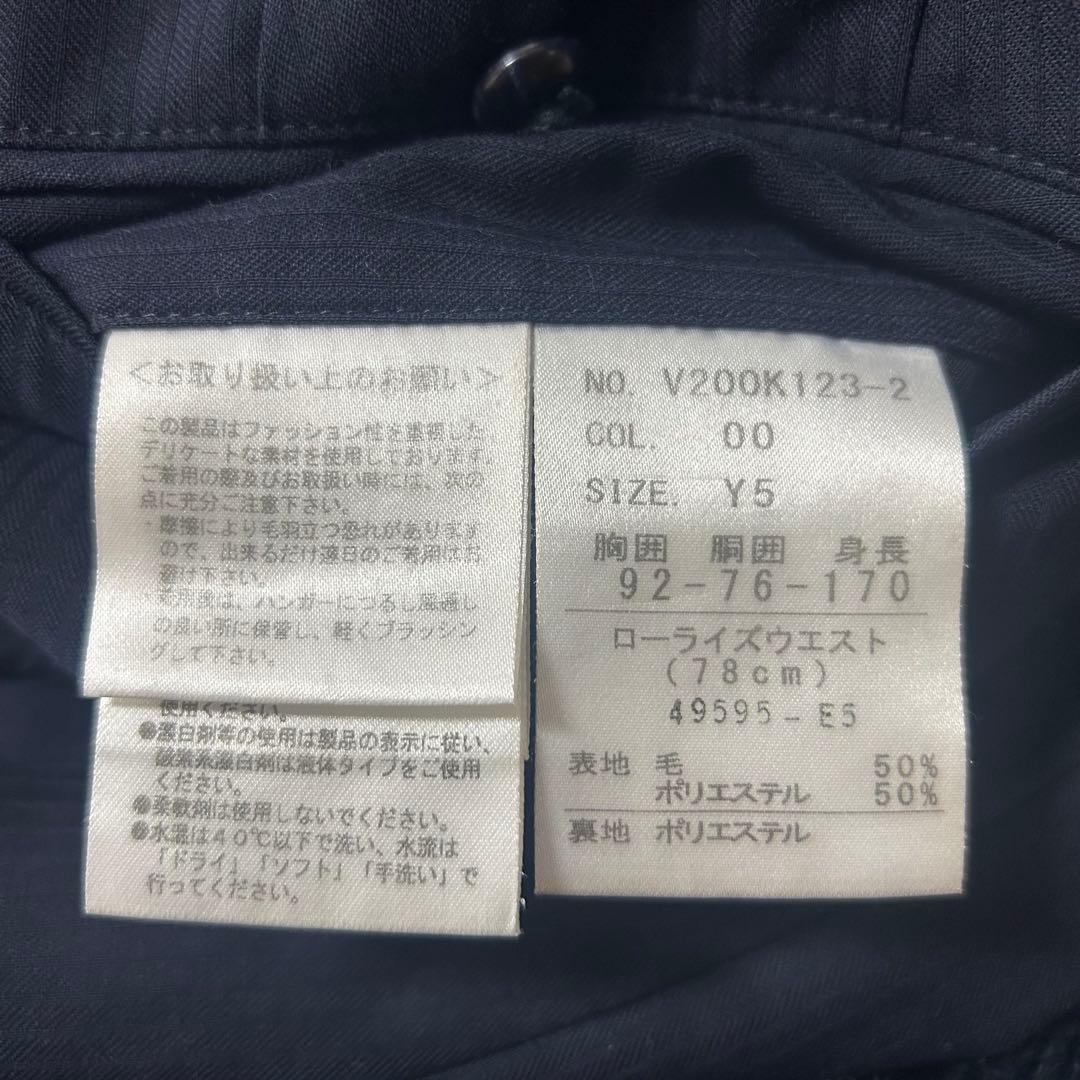 ＜お取り扱い上のお願い＞
この製品はファッション性を重視した
デリケートな素材を使用しております。
ご着用の際及びお取扱い時には、次の
点に充分ご注意下さい。
・摩擦により毛羽立つ恐れがあります
ので、出来るだけ連日のご着用はお
避け下さい。
・着用後は、ハンガーにつるし風通し
の良い所に保管し、軽くブラッシン
グして下さい。
使用ください。
●漂白剤等の使用は製品の表示に従い、
酸素系漂白剤は液体タイプをご使用
ください。
●柔軟剤は使用しないでください。
●水温は40℃以下で洗い、水流は
「ドライ」「ソフト」「手洗い」で
行ってください。
NO. V200K123-2
COL. 00
SIZE. Y5
胸囲 胴囲 身長
92-76-170
ローライズウエスト
(78cm)
49595-E5
表地 毛 50%
ポリエステル 50%
裏地 ポリエステル